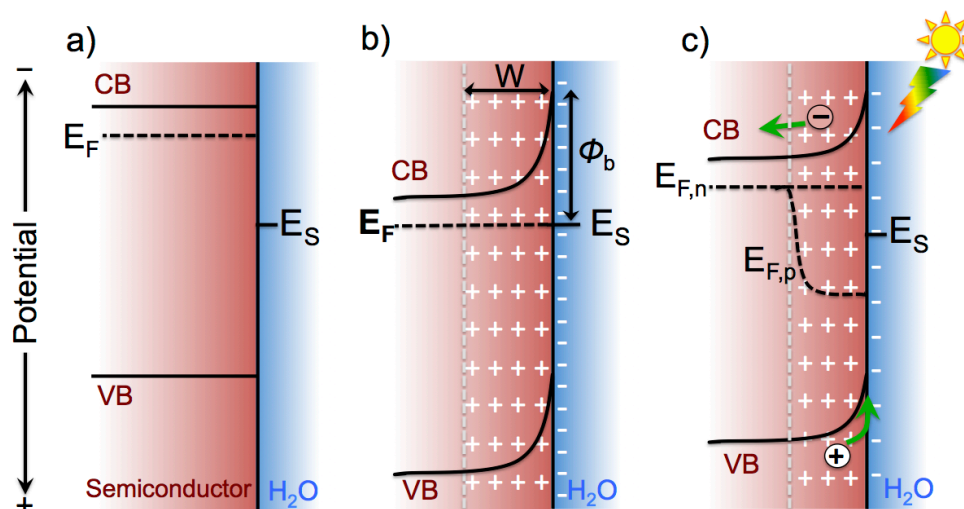 a)
−
Potential
+
CB
E_F
E_S
VB
Semiconductor
H₂O
b)
W
Φ_b
CB
E_F
E_S
VB
H₂O
c)
CB
−
E_F,n
E_S
E_F,p
VB
+
H₂O